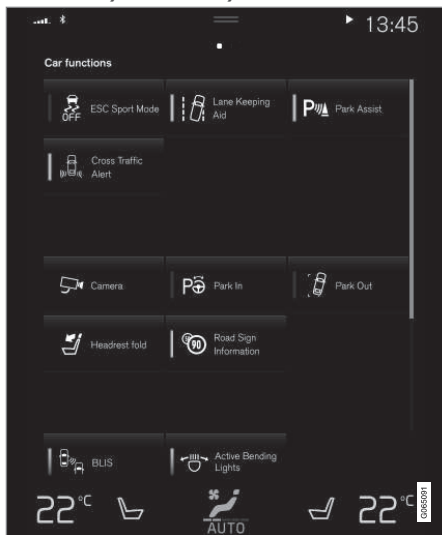 13:45
Car functions
OFF
ESC Sport Mode
Lane Keeping
Aid
P
Park Assist
Cross Traffic
Alert
Camera
P
Park In
Park Out
Headrest fold
90
Road Sign
Information
BLIS
Active Bending
Lights
22°C
AUTO
22°C
G065091